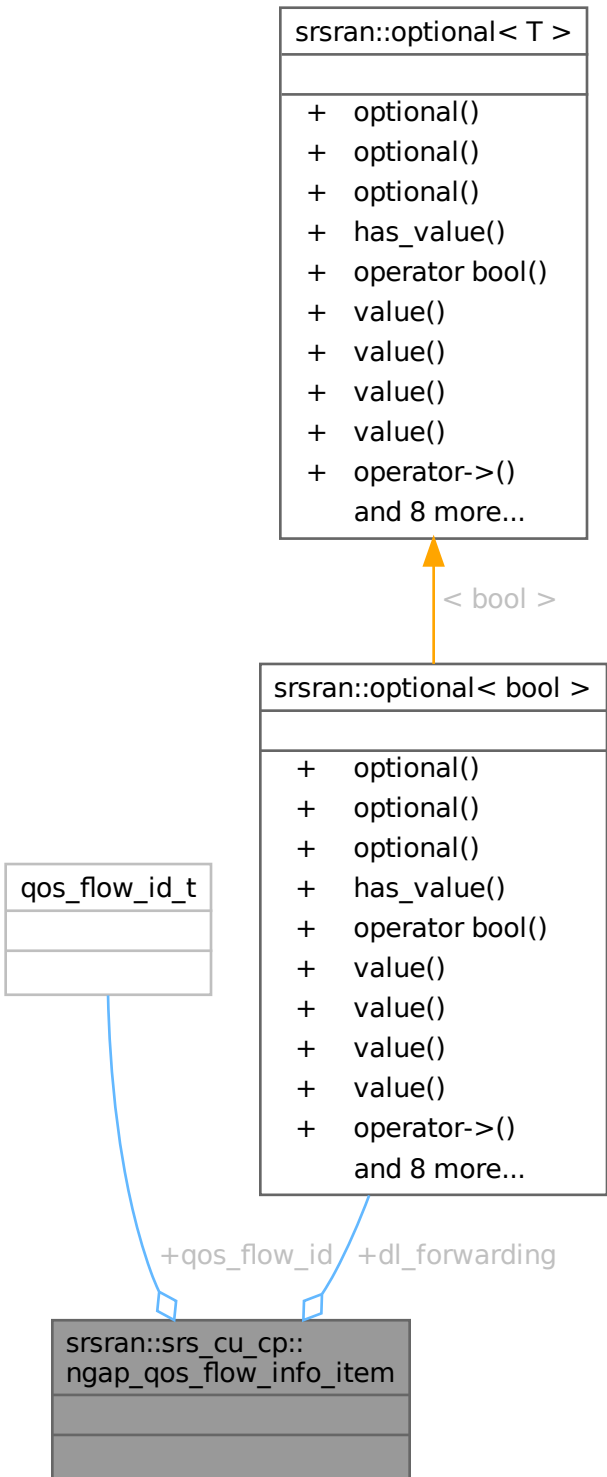 srsran::optional< T >
+ optional()
+ optional()
+ optional()
+ has_value()
+ operator bool()
+ value()
+ value()
+ value()
+ value()
+ operator->()
and 8 more...
< bool >
srsran::optional< bool >
+ optional()
+ optional()
+ optional()
+ has_value()
+ operator bool()
+ value()
+ value()
+ value()
+ value()
+ operator->()
and 8 more...
qos_flow_id_t
+qos_flow_id
+dl_forwarding
srsran::srs_cu_cp::
ngap_qos_flow_info_item